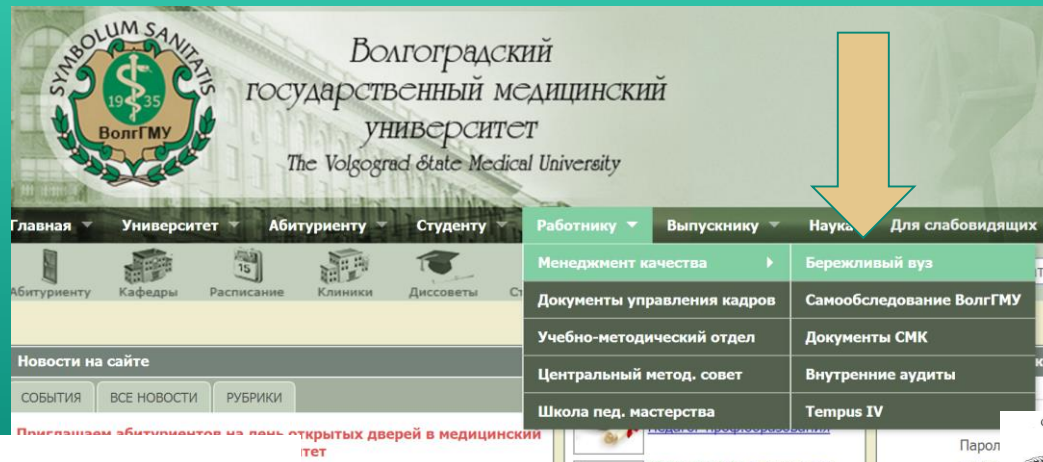 SYMBOLUM SANITATIS
19 35
ВолгГМУ
Волгоградский
государственный медицинский
университет
The Volgograd State Medical University
Главная Университет Абитуриенту Студенту Работнику Выпускнику Наука Для слабовидящих
Абитуриенту Кафедры Расписание Клиники Диссоветы
15
Менеджмент качества Бережливый вуз
Документы управления кадров Самообследование ВолгГМУ
Учебно-методический отдел Документы СМК
Центральный метод. совет Внутренние аудиты
Школа пед. мастерства Tempus IV
Новости на сайте
СОБЫТИЯ ВСЕ НОВОСТИ РУБРИКИ
Приглашаем абитуриентов на день открытых дверей в медицинский
Парол